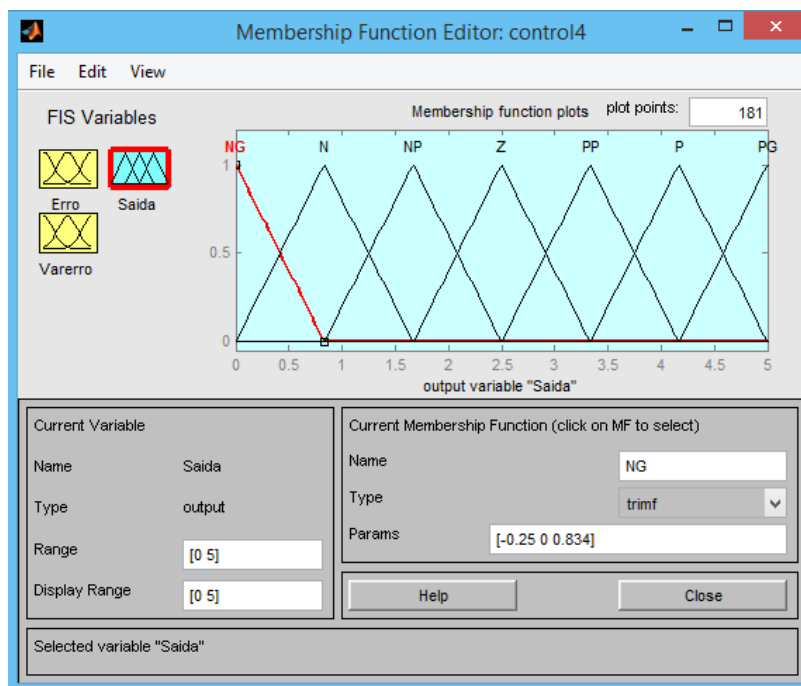 Membership Function Editor: control4
File Edit View
FIS Variables
Membership function plots plot points: 181
NG N NP Z PP P PG
1
0.5
0
0 0.5 1 1.5 2 2.5 3 3.5 4 4.5 5
output variable "Saida"
Erro Saida
Varerro
Current Variable
Name Saida
Type output
Range [0 5]
Display Range [0 5]
Current Membership Function (click on MF to select)
Name NG
Type trimf
Params [-0.25 0 0.834]
Help Close
Selected variable "Saida"